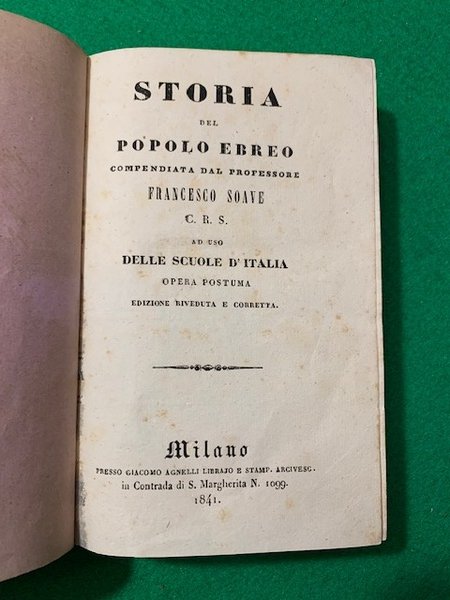 STORIA
DEL
POPOLO EBREO
COMPENDIATA DAL PROFESSORE
FRANCESCO SOAVE
C. R. S.
AD USO
DELLE SCUOLE D'ITALIA
OPERA POSTUMA
EDIZIONE RIVEDUTA E CORRETTA.
Milano
PRESSO GIACOMO AGNELLI LIBRAJO E STAMP. ARCIVESC.
in Contrada di S. Margherita N. 1099.
1841.